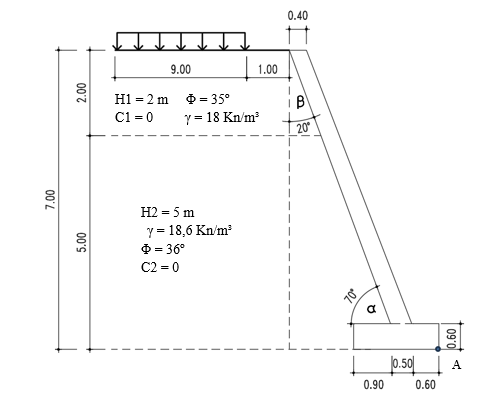 0.40
9.00
1.00
2.00
H1 = 2 m Φ = 35°
C1 = 0 γ = 18 Kn/m³
β
20°
7.00
5.00
H2 = 5 m
γ = 18,6 Kn/m³
Φ = 36°
C2 = 0
70°
α
0.60
A
0.50
0.90
0.60